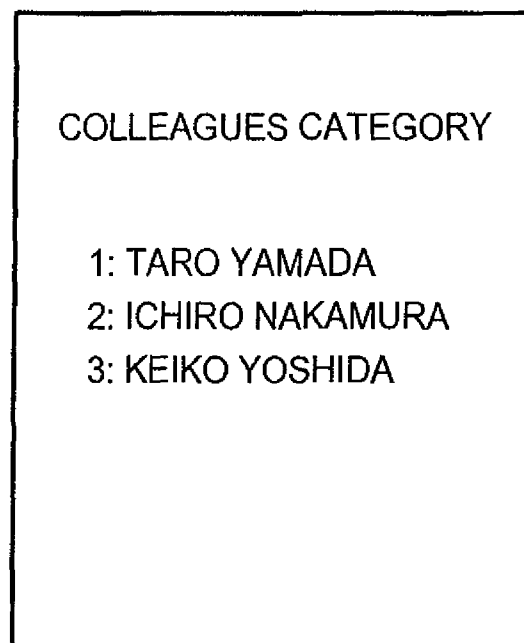 COLLEAGUES CATEGORY
1: TARO YAMADA
2: ICHIRO NAKAMURA
3: KEIKO YOSHIDA